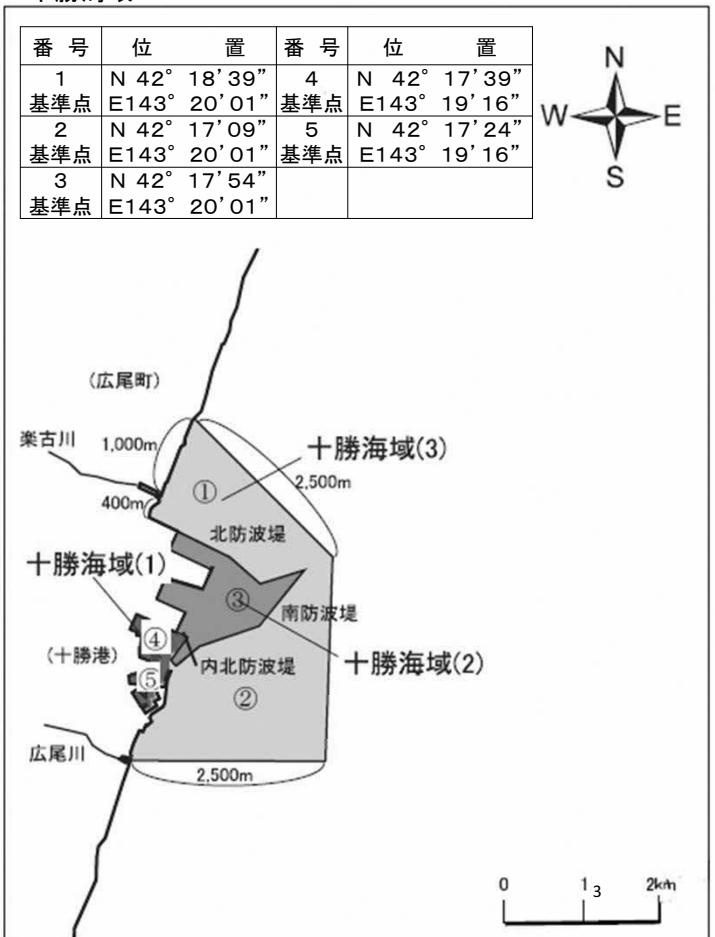 番 号 位 置 番 号 位 置
1 基準点 N 42° 18’39” E143° 20’01” 4 基準点 N 42° 17’39” E143° 19’16”
2 基準点 N 42° 17’09” E143° 20’01” 5 基準点 N 42° 17’24” E143° 19’16”
3 基準点 N 42° 17’54” E143° 20’01”
N
W E
S
(広尾町)
楽古川
1,000m
十勝海域(3)
①
2,500m
400m
北防波堤
十勝海域(1)
③
南防波堤
④
(十勝港)
内北防波堤
十勝海域(2)
⑤
②
広尾川
2,500m
0 1 2km
3